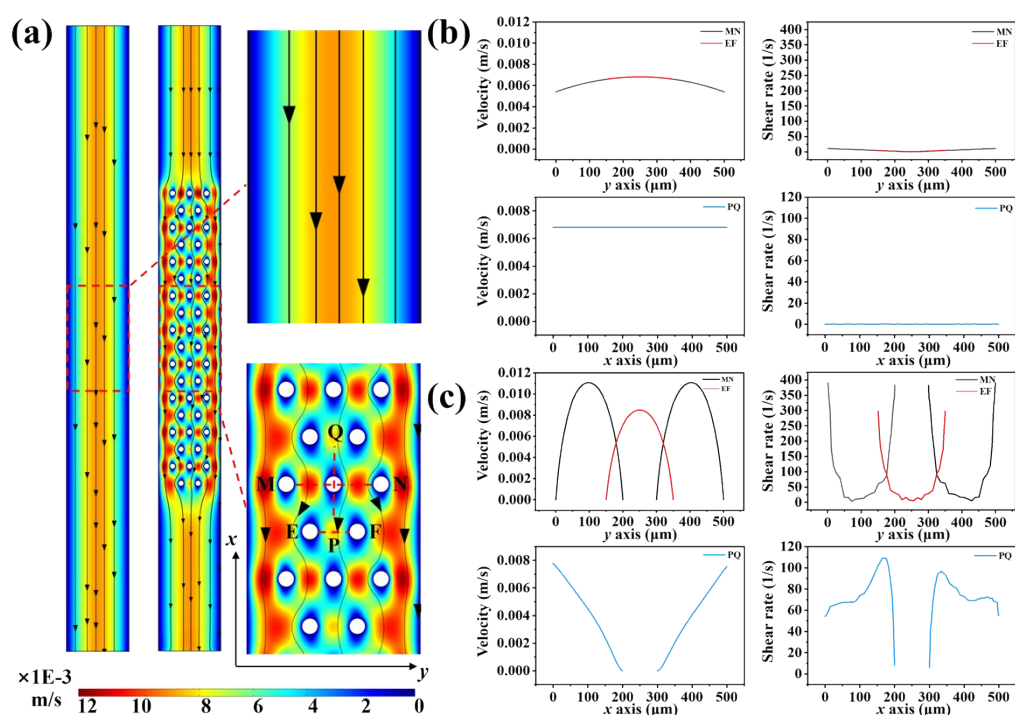 (a)
Q
M
N
E
F
P
x
y
×1E-3
m/s
12 10 8 6 4 2 0
(b)
Velocity (m/s)
0.012
0.010
0.008
0.006
0.004
0.002
0.000
MN
EF
0 100 200 300 400 500
y axis (μm)
Shear rate (1/s)
400
350
300
250
200
150
100
50
0
MN
EF
0 100 200 300 400 500
y axis (μm)
Velocity (m/s)
0.008
0.006
0.004
0.002
0.000
PQ
0 100 200 300 400 500
x axis (μm)
Shear rate (1/s)
120
100
80
60
40
20
0
PQ
0 100 200 300 400 500
x axis (μm)
(c)
Velocity (m/s)
0.012
0.010
0.008
0.006
0.004
0.002
0.000
MN
EF
0 100 200 300 400 500
y axis (μm)
Shear rate (1/s)
400
350
300
250
200
150
100
50
0
MN
EF
0 100 200 300 400 500
y axis (μm)
Velocity (m/s)
0.008
0.006
0.004
0.002
0.000
PQ
0 100 200 300 400 500
x axis (μm)
Shear rate (1/s)
120
100
80
60
40
20
0
PQ
0 100 200 300 400 500
x axis (μm)